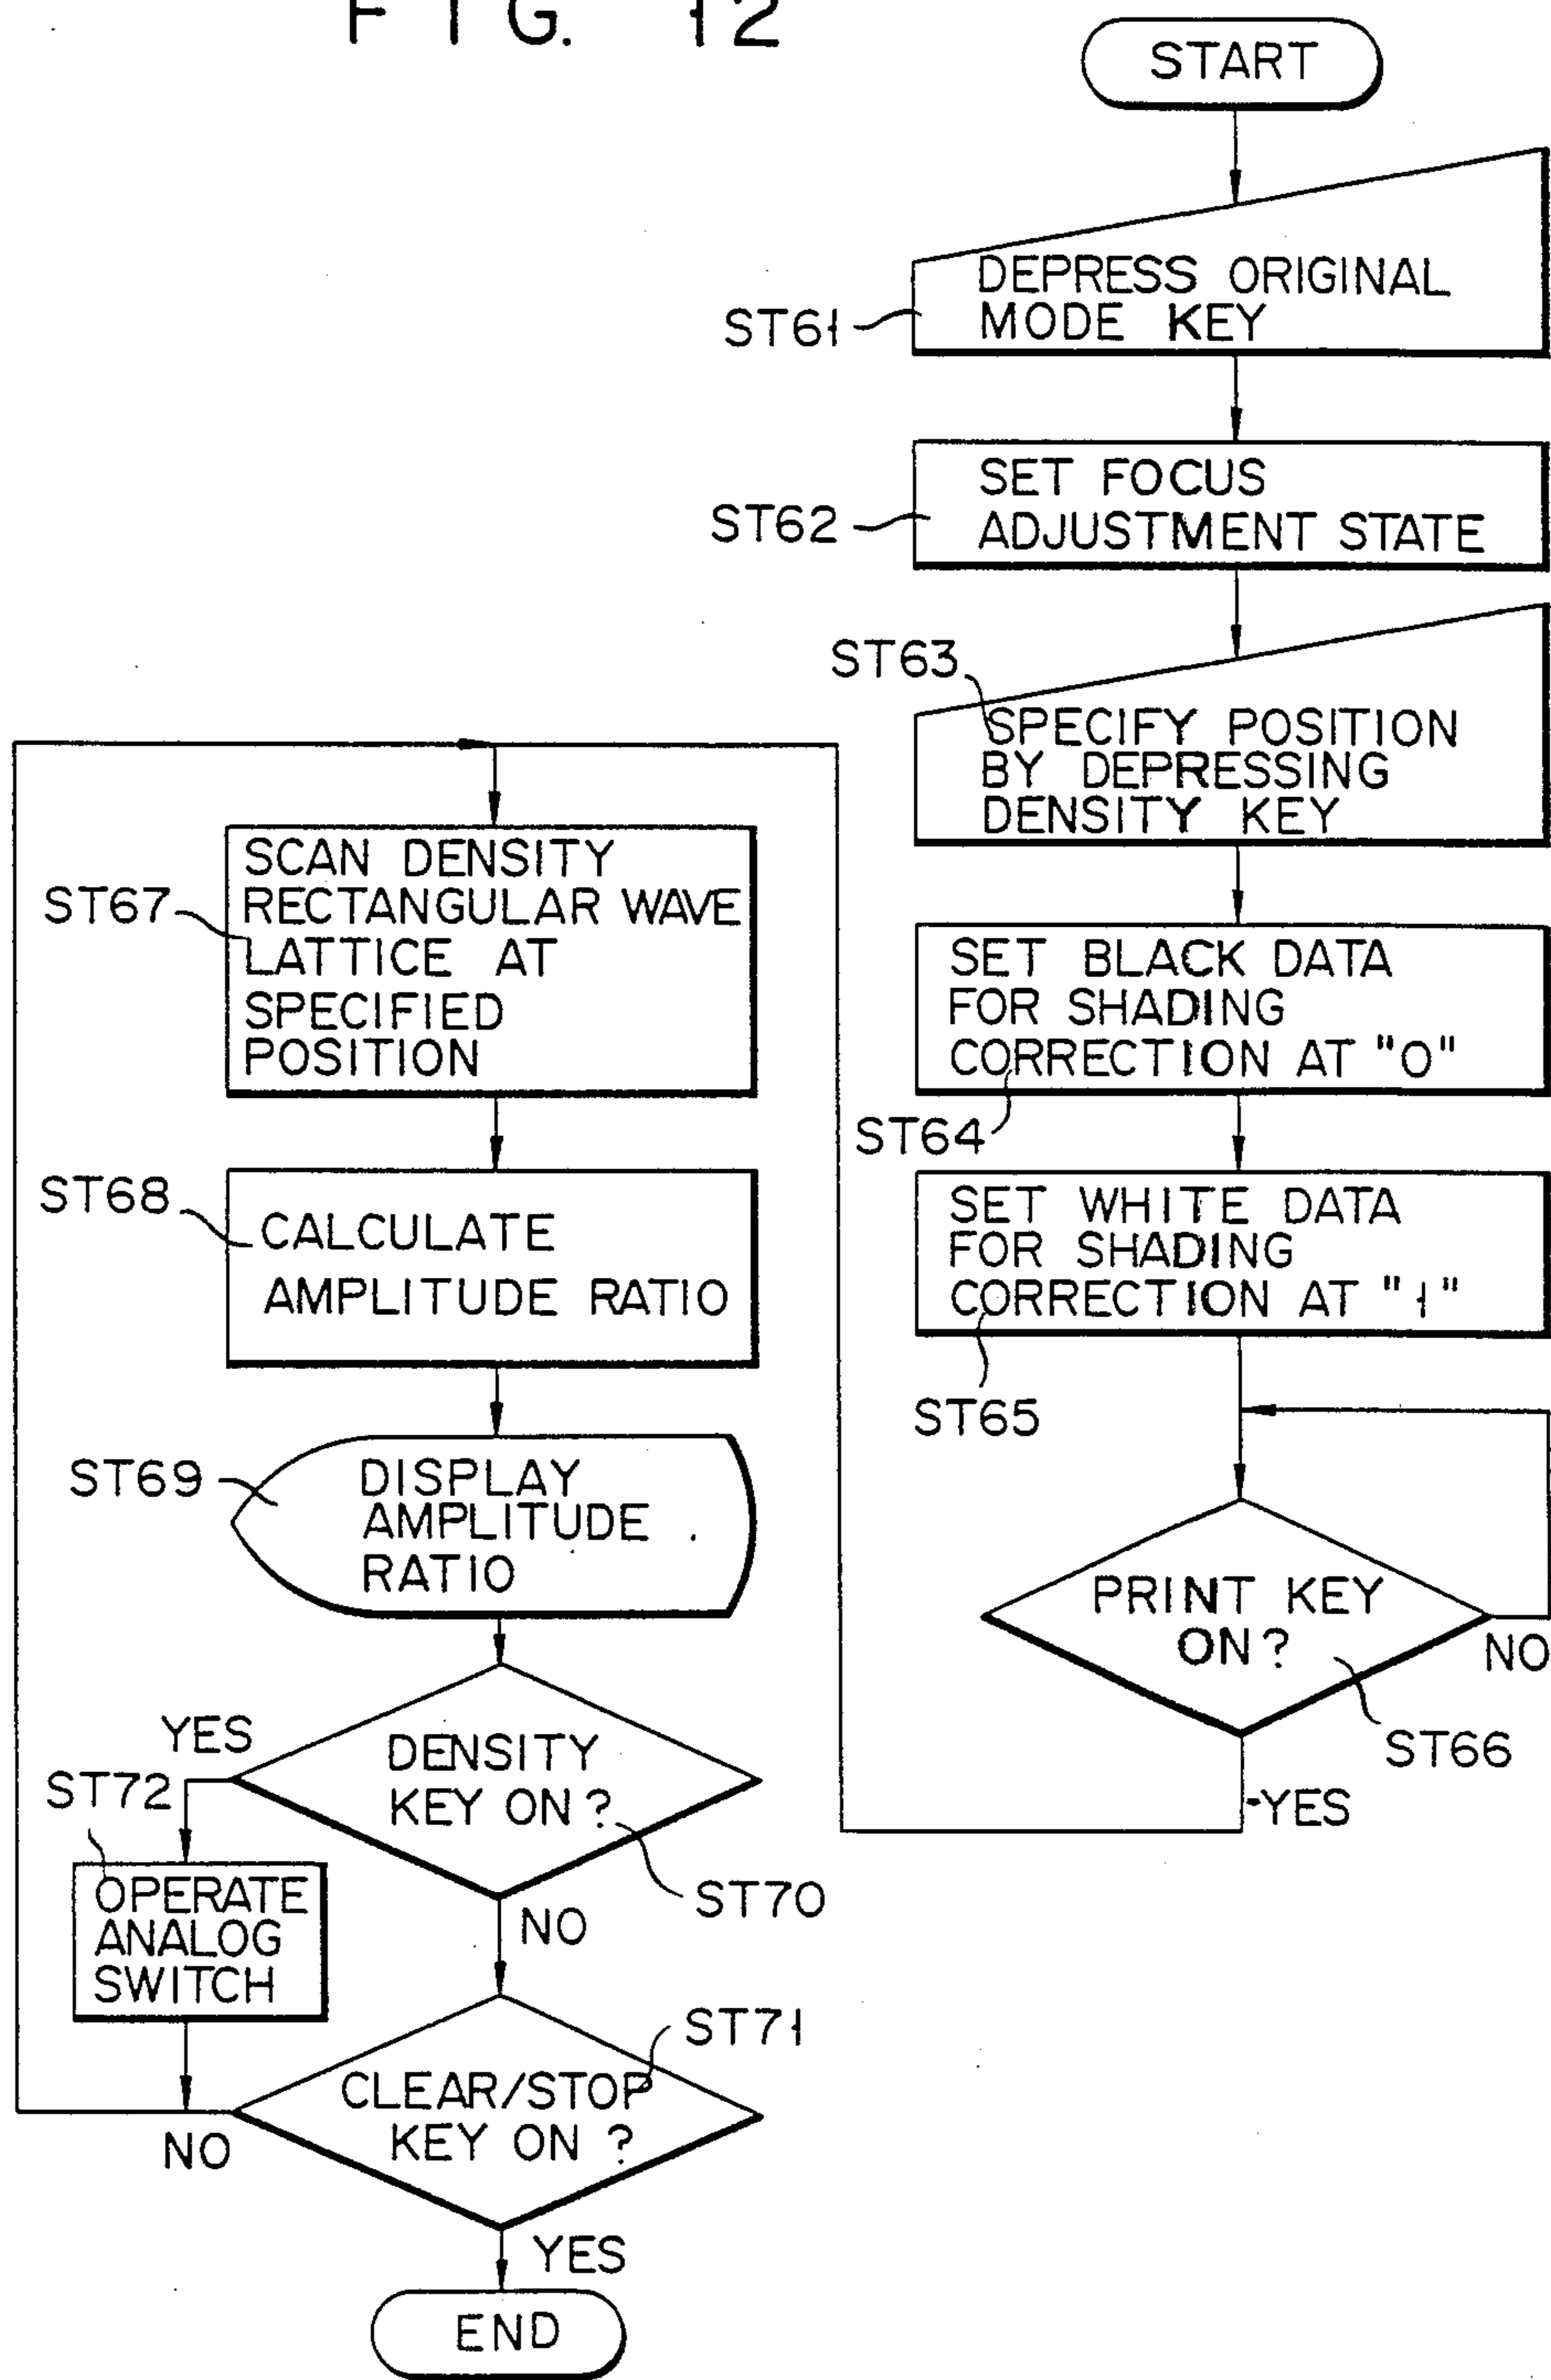 FIG. 12
START
DEPRESS ORIGINAL
MODE KEY
ST61
SET FOCUS
ADJUSTMENT STATE
ST62
ST63
SPECIFY POSITION
BY DEPRESSING
DENSITY KEY
SET BLACK DATA
FOR SHADING
CORRECTION AT "0"
ST64
SET WHITE DATA
FOR SHADING
CORRECTION AT "1"
ST65
PRINT KEY
ON?
NO
ST66
YES
SCAN DENSITY
RECTANGULAR WAVE
LATTICE AT
SPECIFIED
POSITION
ST67
ST68
CALCULATE
AMPLITUDE RATIO
ST69
DISPLAY
AMPLITUDE
RATIO
YES
DENSITY
KEY ON?
ST70
ST72
OPERATE
ANALOG
SWITCH
NO
ST71
CLEAR/STOP
KEY ON ?
NO
YES
END